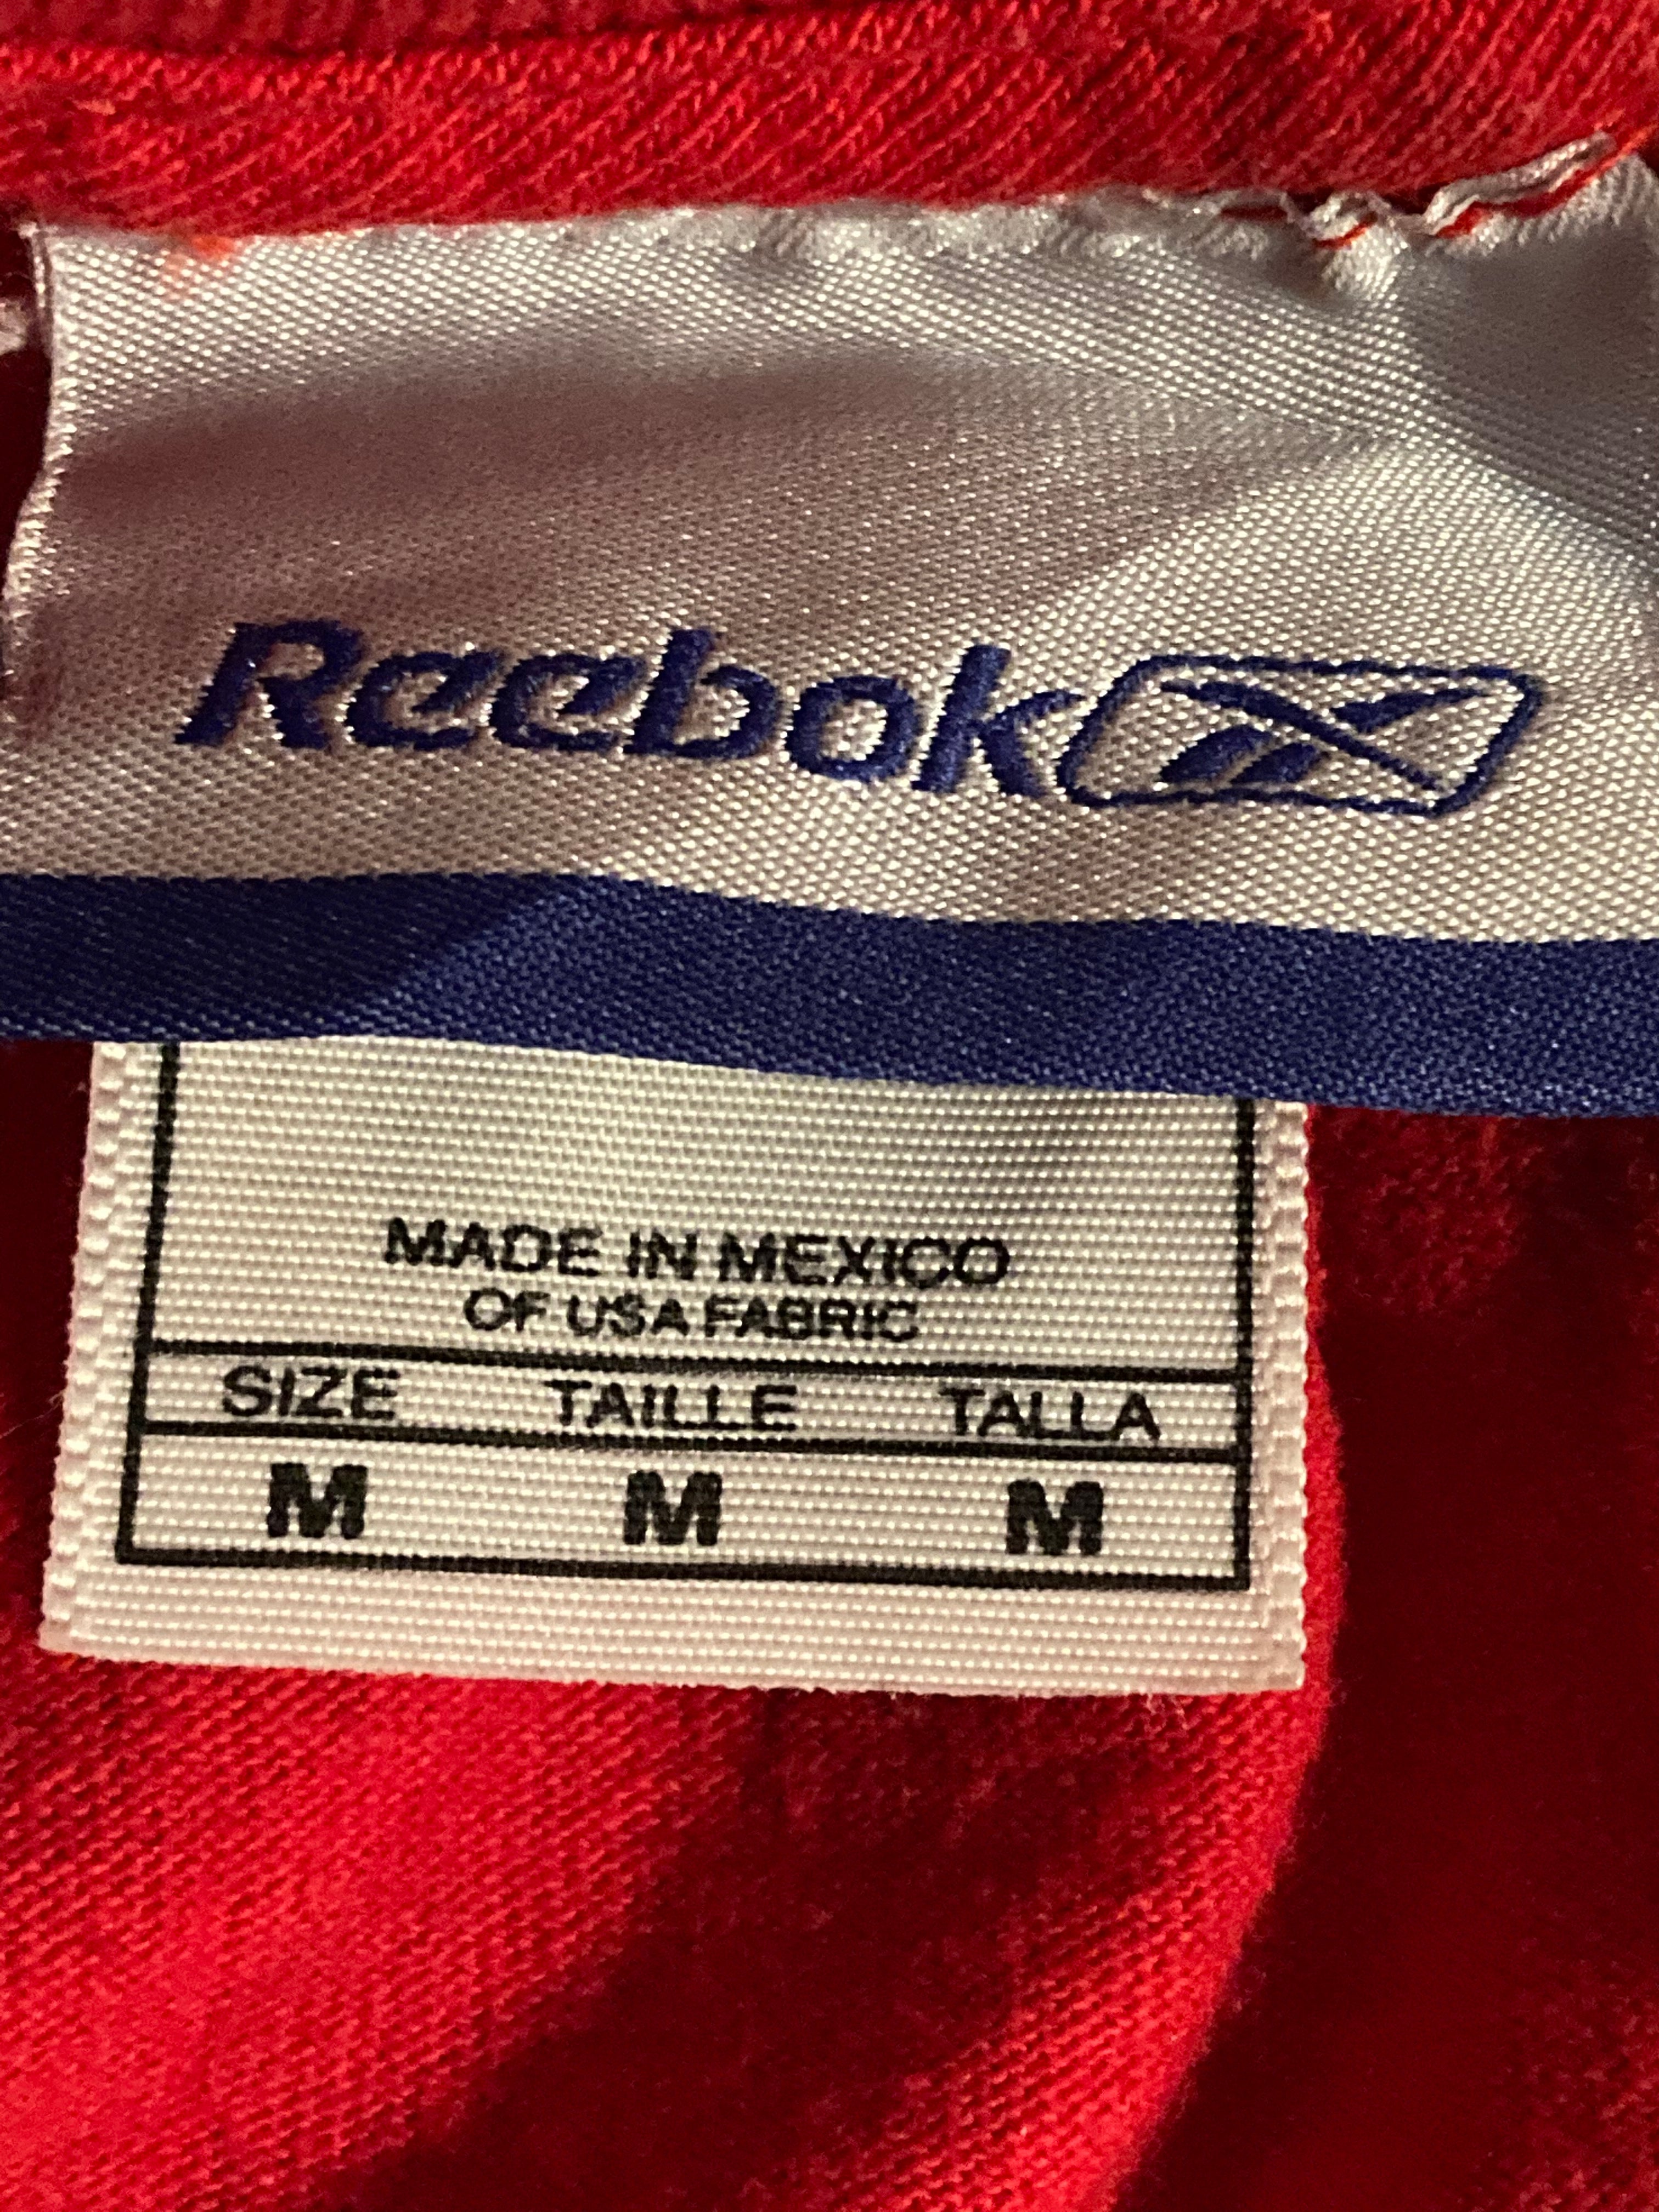 Reebok
MADE IN MEXICO
OF USA FABRIC
SIZE TAILLE TALLA
M M M